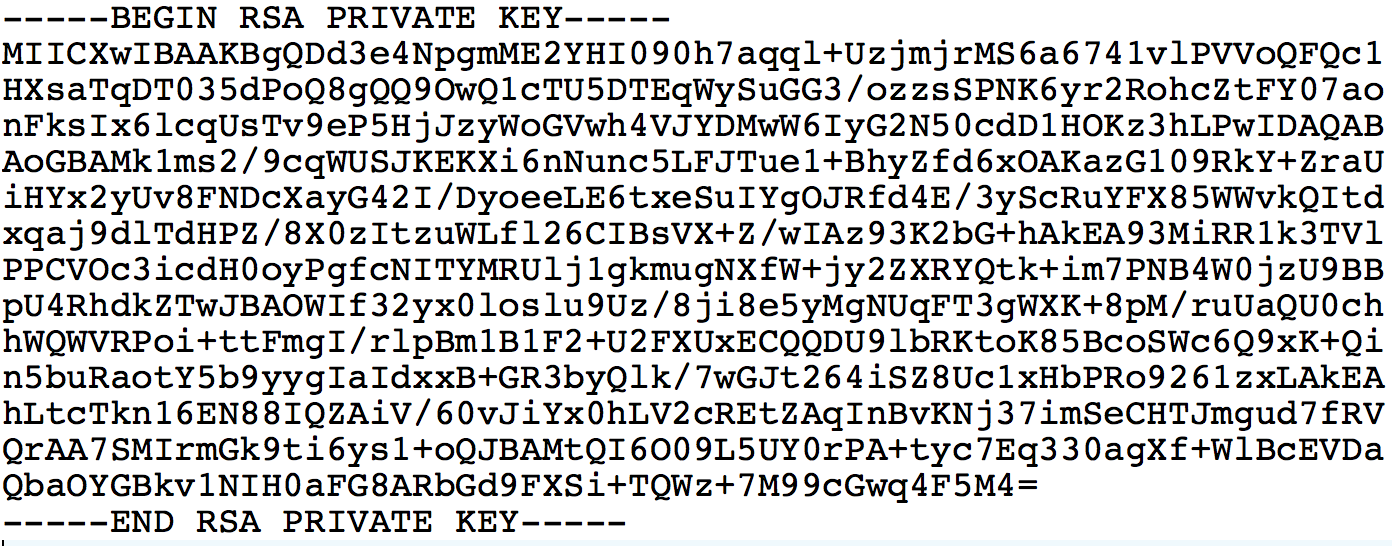 -----BEGIN RSA PRIVATE KEY-----
MIICXwIBAAKBgQDd3e4NpgmME2YHI090h7aqql+UzjmjrMS6a6741vlPVVoQFQc1
HXsaTqDT035dPoQ8gQQ9OwQ1cTU5DTEqWySuGG3/ozzsSPNK6yr2RohcZtFY07ao
nFksIx6lcqUsTv9eP5HjJzyWoGVwh4VJYDMwW6IyG2N50cdD1HOKz3hLPwIDAQAB
AoGBAMk1ms2/9cqWUSJKEKXi6nNunc5LFJTue1+BhyZfd6xOAKazG109RkY+ZraU
iHYx2yUv8FNDcXayG42I/DyoeeLE6txeSuIYgOJRfd4E/3yScRuYFX85WWvkQItd
xqaj9dlTdHPZ/8X0zItzuWLfl26CIBsVX+Z/wIAz93K2bG+hAkEA93MiRR1k3TVl
PPCVOc3icdH0oyPgfcNITYMRUlj1gkmugNXfW+jy2ZXRYQtk+im7PNB4W0jzU9BB
pU4RhdkZTwJBAOWIf32yx0loslu9Uz/8ji8e5yMgNUqFT3gWXK+8pM/ruUaQU0ch
hWQWVRPoi+ttFmgI/rlpBm1B1F2+U2FXUxECQQDU9lbRKtoK85BcoSWc6Q9xK+Qi
n5buRaotY5b9yygIaIdxxB+GR3byQlk/7wGJt264iSZ8Uc1xHbPRo9261zxLAkEA
hLtcTkn16EN88IQZAiV/60vJiYx0hLV2cREtZAqInBvKNj37imSeCHTJmgud7fRV
QrAA7SMIrmGk9ti6ys1+oQJBAMtQI6O09L5UY0rPA+tyc7Eq330agXf+WlBcEVDa
QbaOYGBkv1NIH0aFG8ARbGd9FXSi+TQWz+7M99cGwq4F5M4=
-----END RSA PRIVATE KEY-----